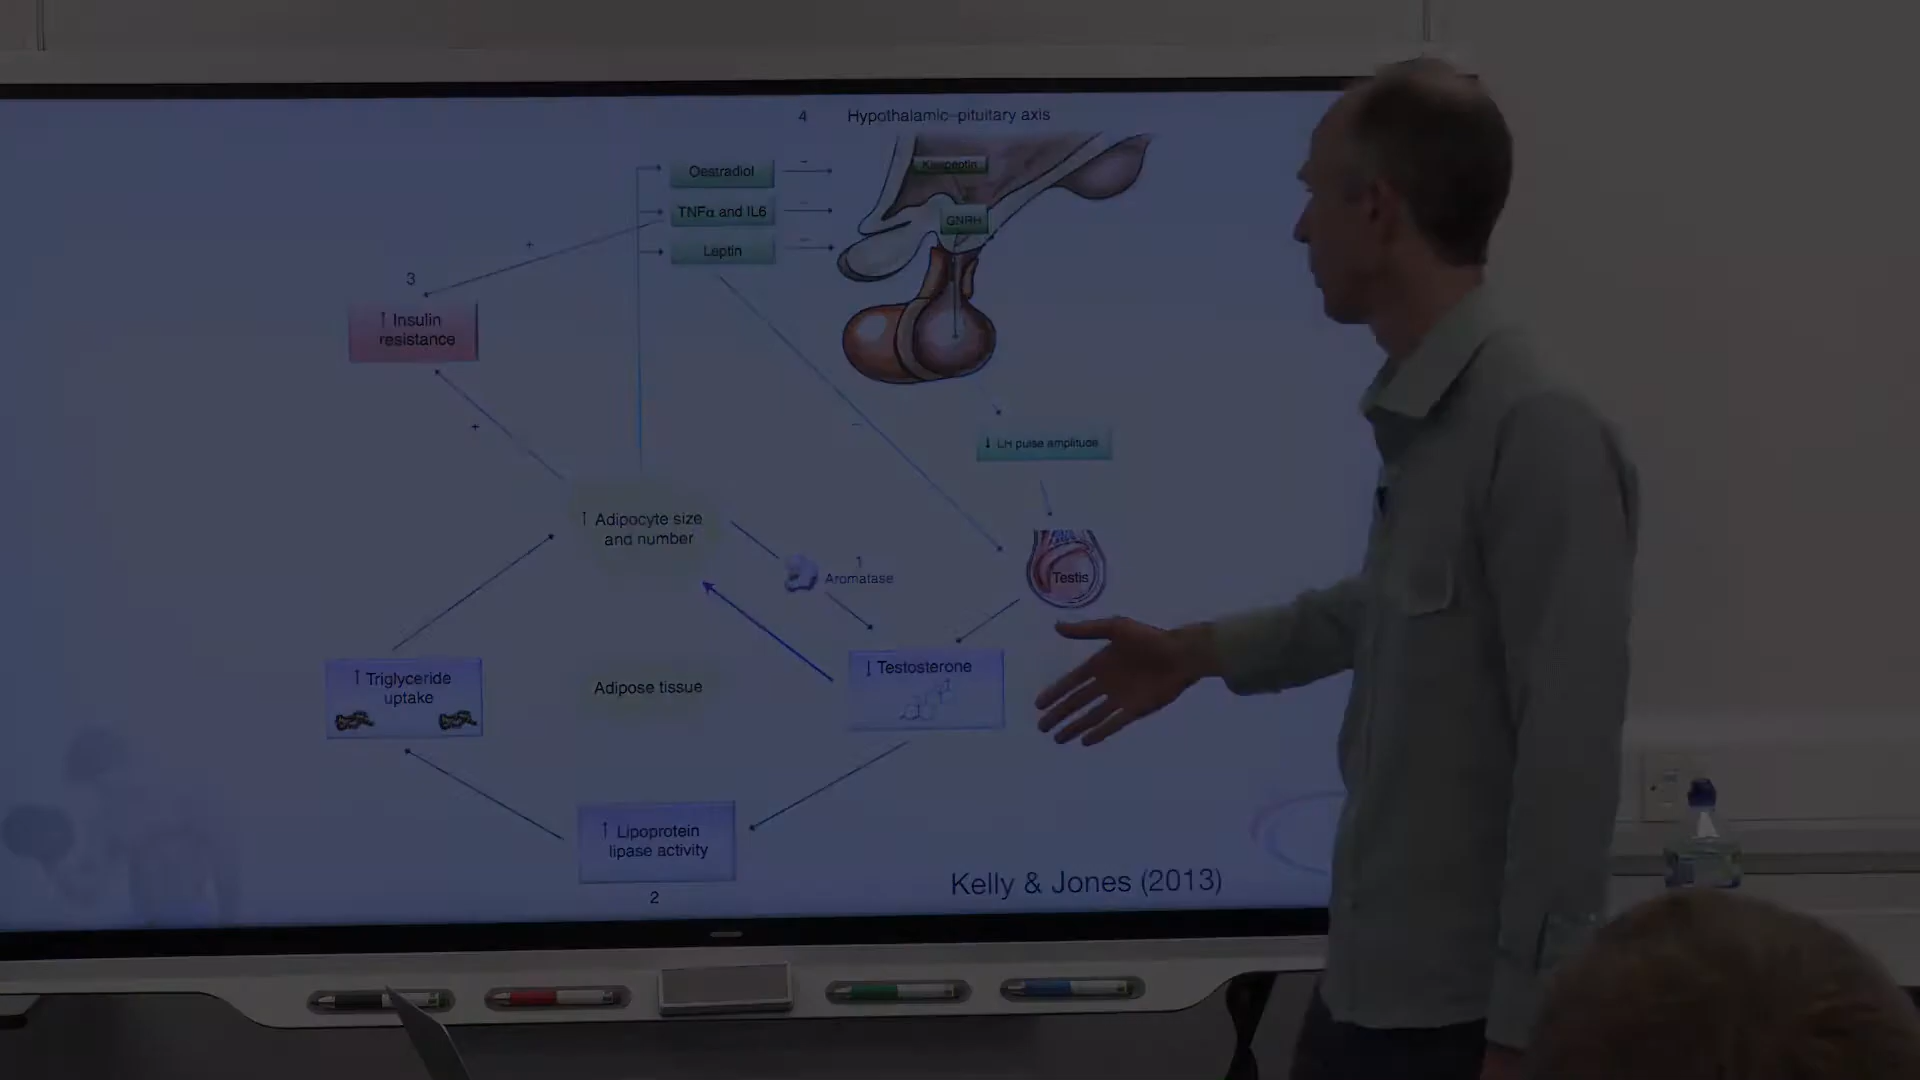 4 Hypothalamic–pituitary axis
Oestradiol
–
Kisspeptin
TNFα and IL6
–
GNRH
Leptin
–
+
3
↑ Insulin
resistance
+
–
↓ LH pulse amplitude
↑ Adipocyte size
and number
1
Aromatase
Testis
↑ Triglyceride
uptake
Adipose tissue
↓ Testosterone
↑ Lipoprotein
lipase activity
2
Kelly & Jones (2013)